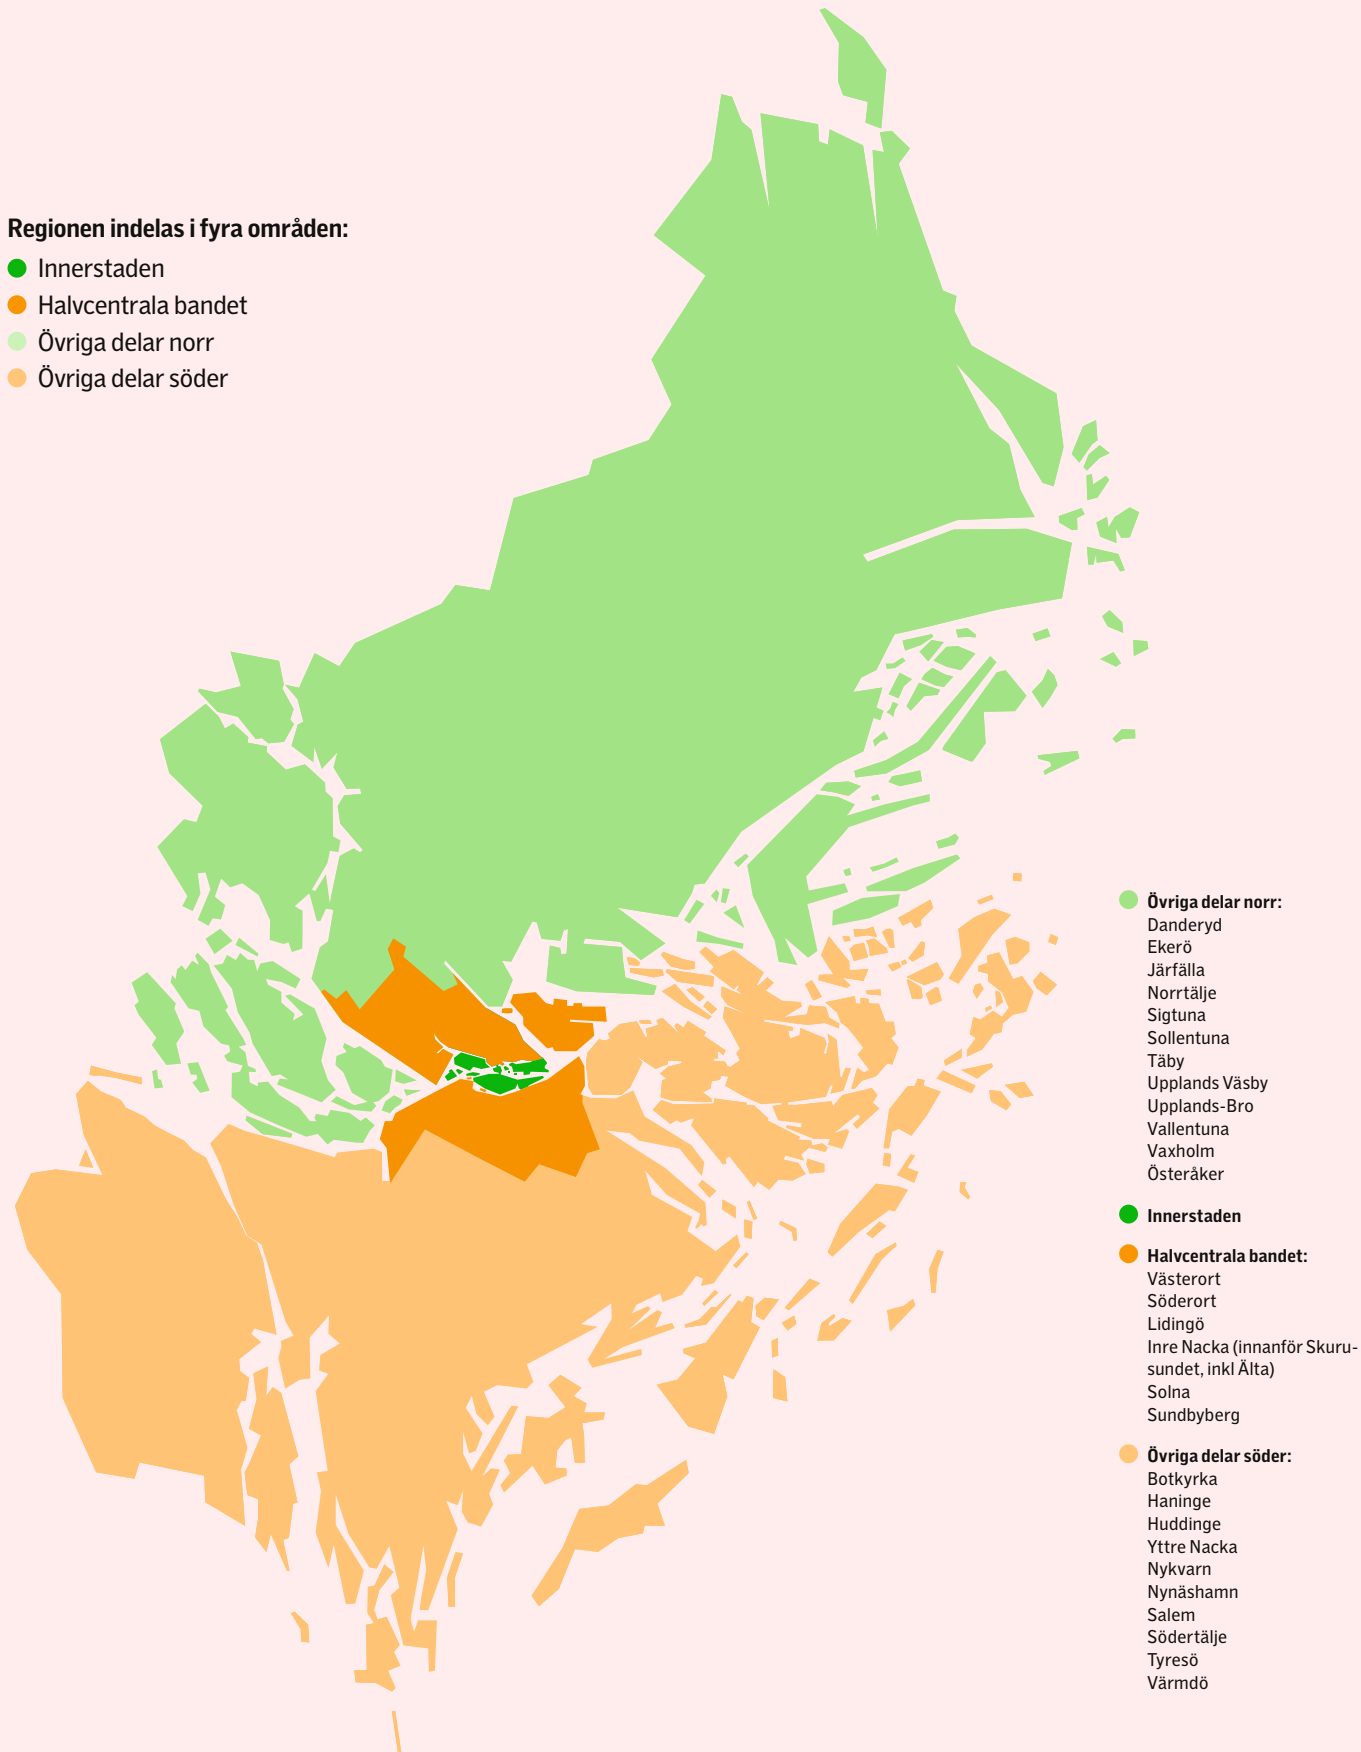 Regionen indelas i fyra områden:
Innerstaden
Halvcentrala bandet
Övriga delar norr
Övriga delar söder
Övriga delar norr:
Danderyd
Ekerö
Järfälla
Norrtälje
Sigtuna
Sollentuna
Täby
Upplands Väsby
Upplands-Bro
Vallentuna
Vaxholm
Österåker
Innerstaden
Halvcentrala bandet:
Västerort
Söderort
Lidingö
Inre Nacka (innanför Skuru-
sundet, inkl Älta)
Solna
Sundbyberg
Övriga delar söder:
Botkyrka
Haninge
Huddinge
Yttre Nacka
Nykvarn
Nynäshamn
Salem
Södertälje
Tyresö
Värmdö